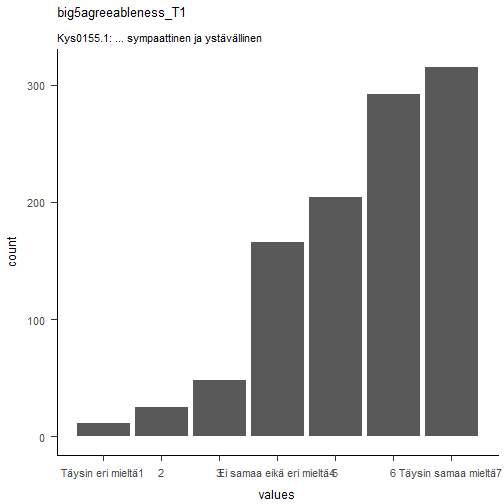 big5agreeableness_T1
Kys0155.1: ... sympaattinen ja ystävällinen
count
300
200
100
0
Täysin eri mieltä1 2 3 Ei samaa eikä eri mieltä4 5 6 Täysin samaa mieltä7
values